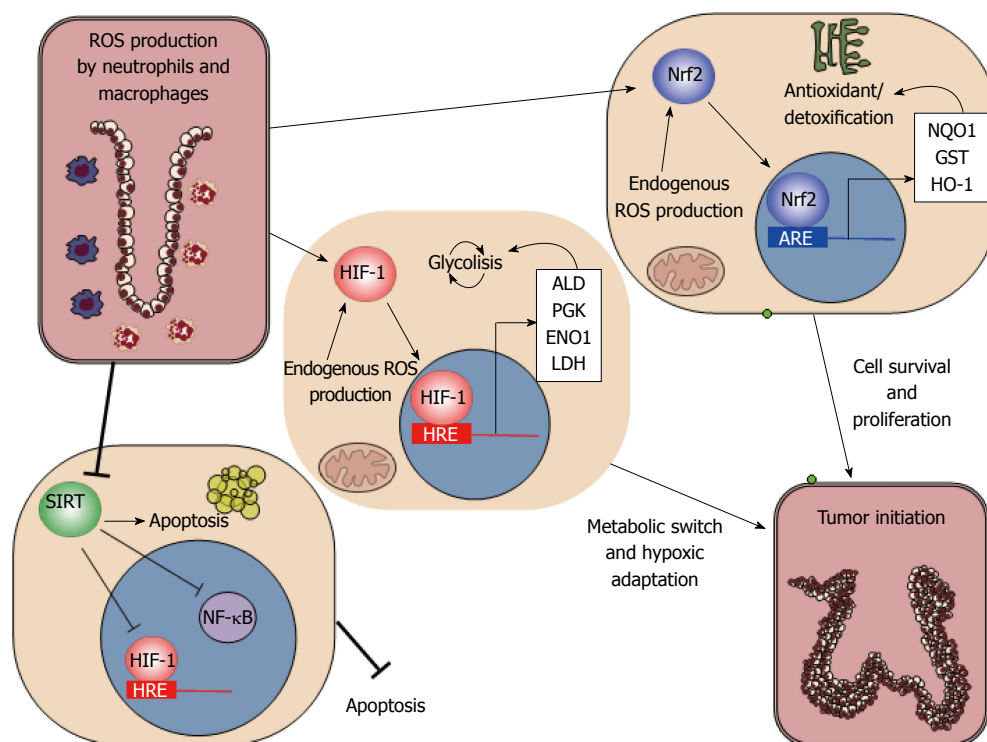 ROS production
by neutrophils and
macrophages
Nrf2
Antioxidant/
detoxification
NQO1
GST
HO-1
Endogenous
ROS production
Nrf2
ARE
HIF-1
Glycolisis
ALD
PGK
ENO1
LDH
Endogenous ROS
production
HIF-1
HRE
Cell survival
and
proliferation
SIRT
Apoptosis
NF-κB
HIF-1
HRE
Apoptosis
Metabolic switch
and hypoxic
adaptation
Tumor initiation